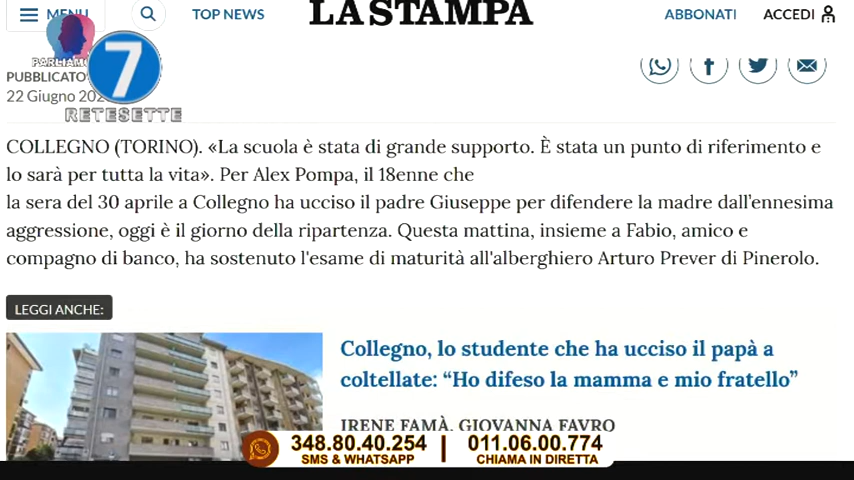 MENU
TOP NEWS
LA STAMPA
ABBONATI
ACCEDI
PARLIAMO
7
RETESETTE
PUBBLICATO
22 Giugno
COLLEGNO (TORINO). «La scuola è stata di grande supporto. È stata un punto di riferimento e
lo sarà per tutta la vita». Per Alex Pompa, il 18enne che
la sera del 30 aprile a Collegno ha ucciso il padre Giuseppe per difendere la madre dall’ennesima
aggressione, oggi è il giorno della ripartenza. Questa mattina, insieme a Fabio, amico e
compagno di banco, ha sostenuto l'esame di maturità all'alberghiero Arturo Prever di Pinerolo.
LEGGI ANCHE:
Collegno, lo studente che ha ucciso il papà a
coltellate: “Ho difeso la mamma e mio fratello”
IRENE FAMÀ, GIOVANNA FAVRO
348.80.40.254 | 011.06.00.774
SMS & WHATSAPP CHIAMA IN DIRETTA